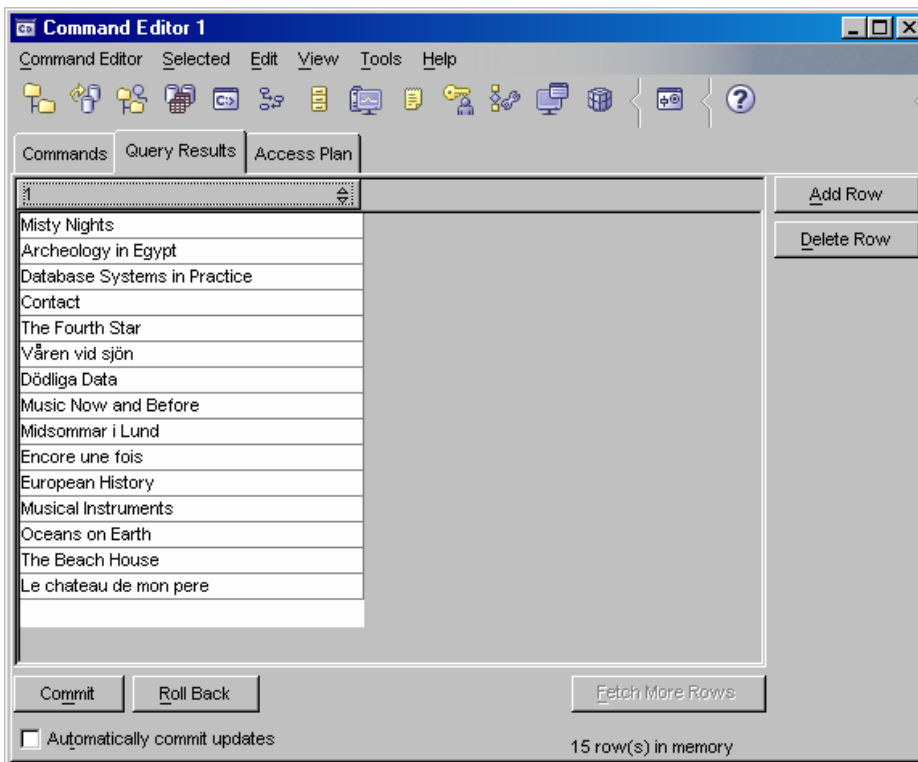 Command Editor 1
Command Editor Selected Edit View Tools Help
Commands Query Results Access Plan
1
Add Row
Misty Nights
Delete Row
Archeology in Egypt
Database Systems in Practice
Contact
The Fourth Star
Våren vid sjön
Dödliga Data
Music Now and Before
Midsommar i Lund
Encore une fois
European History
Musical Instruments
Oceans on Earth
The Beach House
Le chateau de mon pere
Commit Roll Back Fetch More Rows
Automatically commit updates 15 row(s) in memory